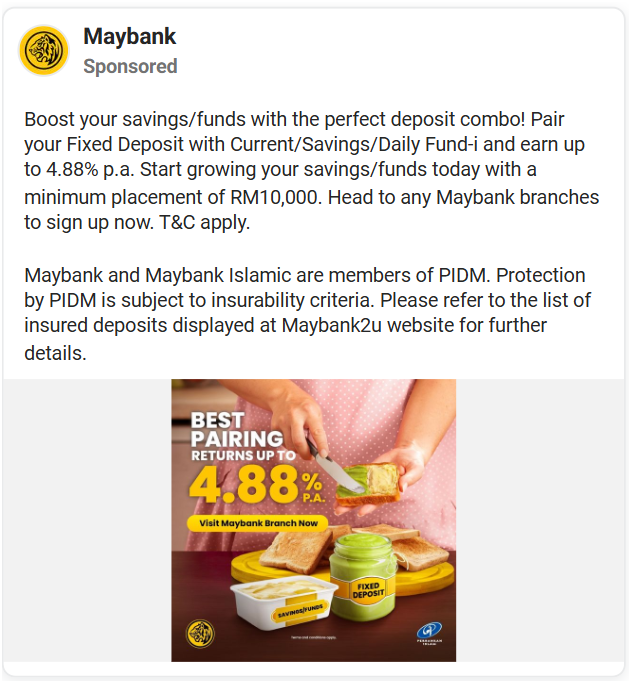 Maybank
Sponsored
Boost your savings/funds with the perfect deposit combo! Pair
your Fixed Deposit with Current/Savings/Daily Fund-i and earn up
to 4.88% p.a. Start growing your savings/funds today with a
minimum placement of RM10,000. Head to any Maybank branches
to sign up now. T&C apply.
Maybank and Maybank Islamic are members of PIDM. Protection
by PIDM is subject to insurability criteria. Please refer to the list of
insured deposits displayed at Maybank2u website for further
details.
BEST
PAIRING
RETURNS UP TO
4.88% P.A.
Visit Maybank Branch Now
FIXED
DEPOSIT
SAVINGS/FUNDS
Terms and conditions apply.
PERBANKAN
ISLAM